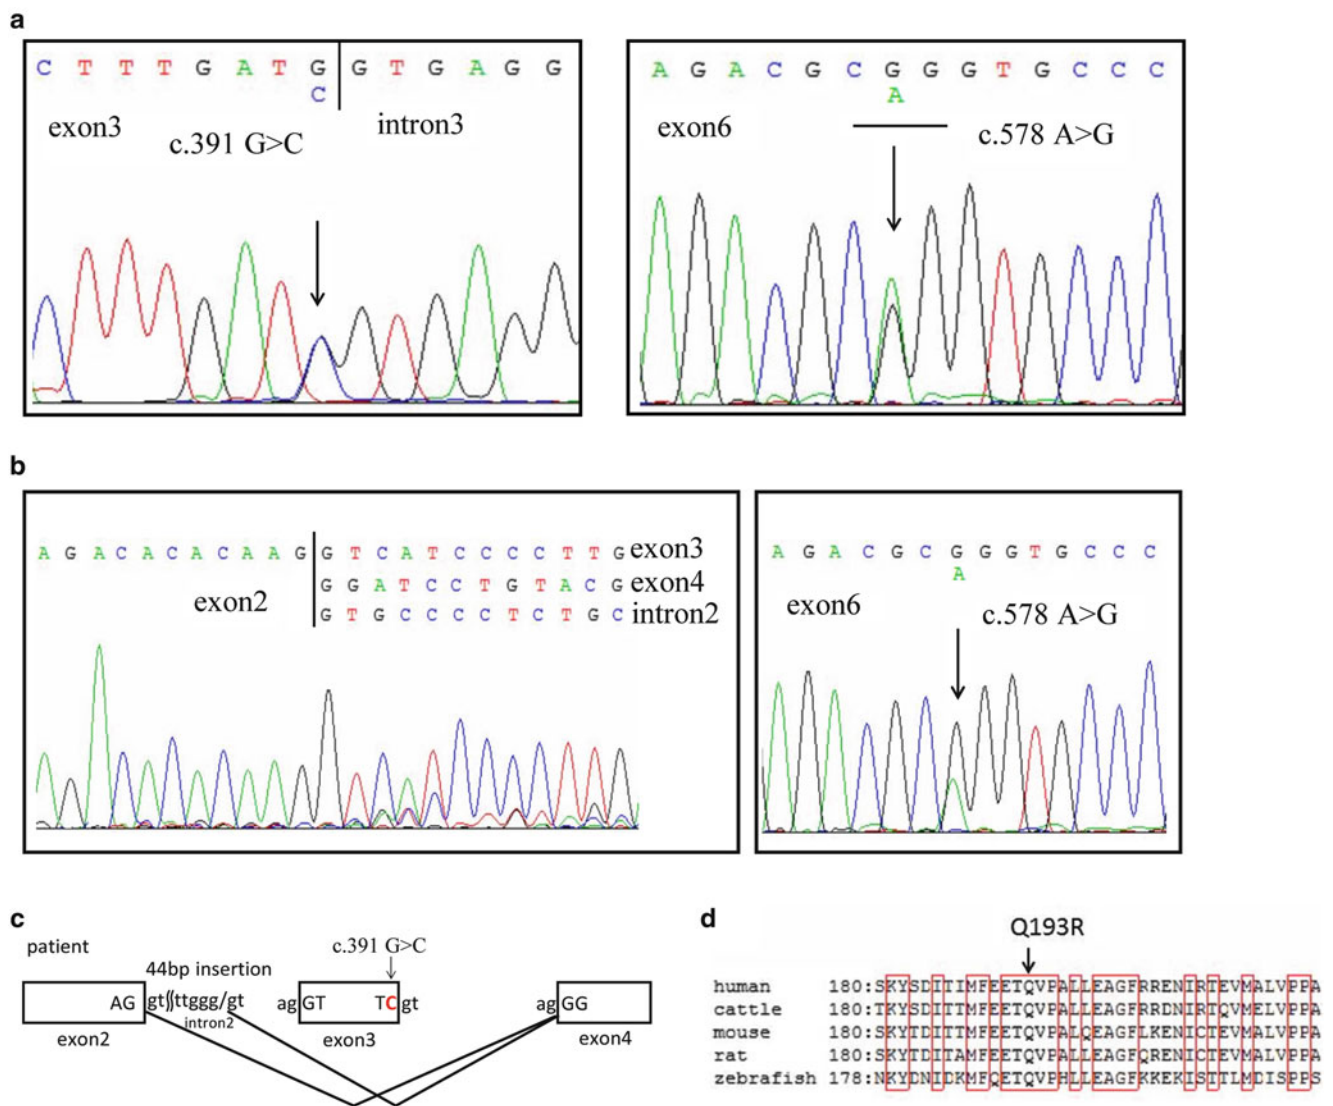 a
C T T T G A T G G T G A G G
C
exon3
intron3
c.391 G>C
A G A C G C G G G T G C C C
A
exon6
c.578 A>G
b
A G A C A C A C A A G G T C A T C C C C T T G exon3
G G A T C C T G T A C G exon4
G T G C C C C T C T G C intron2
exon2
A G A C G C G G G T G C C C
A
exon6
c.578 A>G
c
patient
c.391 G>C
44bp insertion
AG gt ttggg/gt ag GT TC gt ag GG
intron2
exon2 exon3 exon4
d
Q193R
human 180:SKYSDITIMFEETQVPALLEAGFRRENIRTEVMALVPPA
cattle 180:TKYSDITTMFEETQVPALLEAGFRRDNIRTQVMELVPPA
mouse 180:SKYTDITTMFEETQVPALQEAGFLKENICTEVMALVPPA
rat 180:SKYTDITAMFEETQVPALLEAGFQRENICTEVMALVPPA
zebrafish 178:NKYDNIDKMFQETQVPHLLEAGFKKEKISTTLMDISPPS